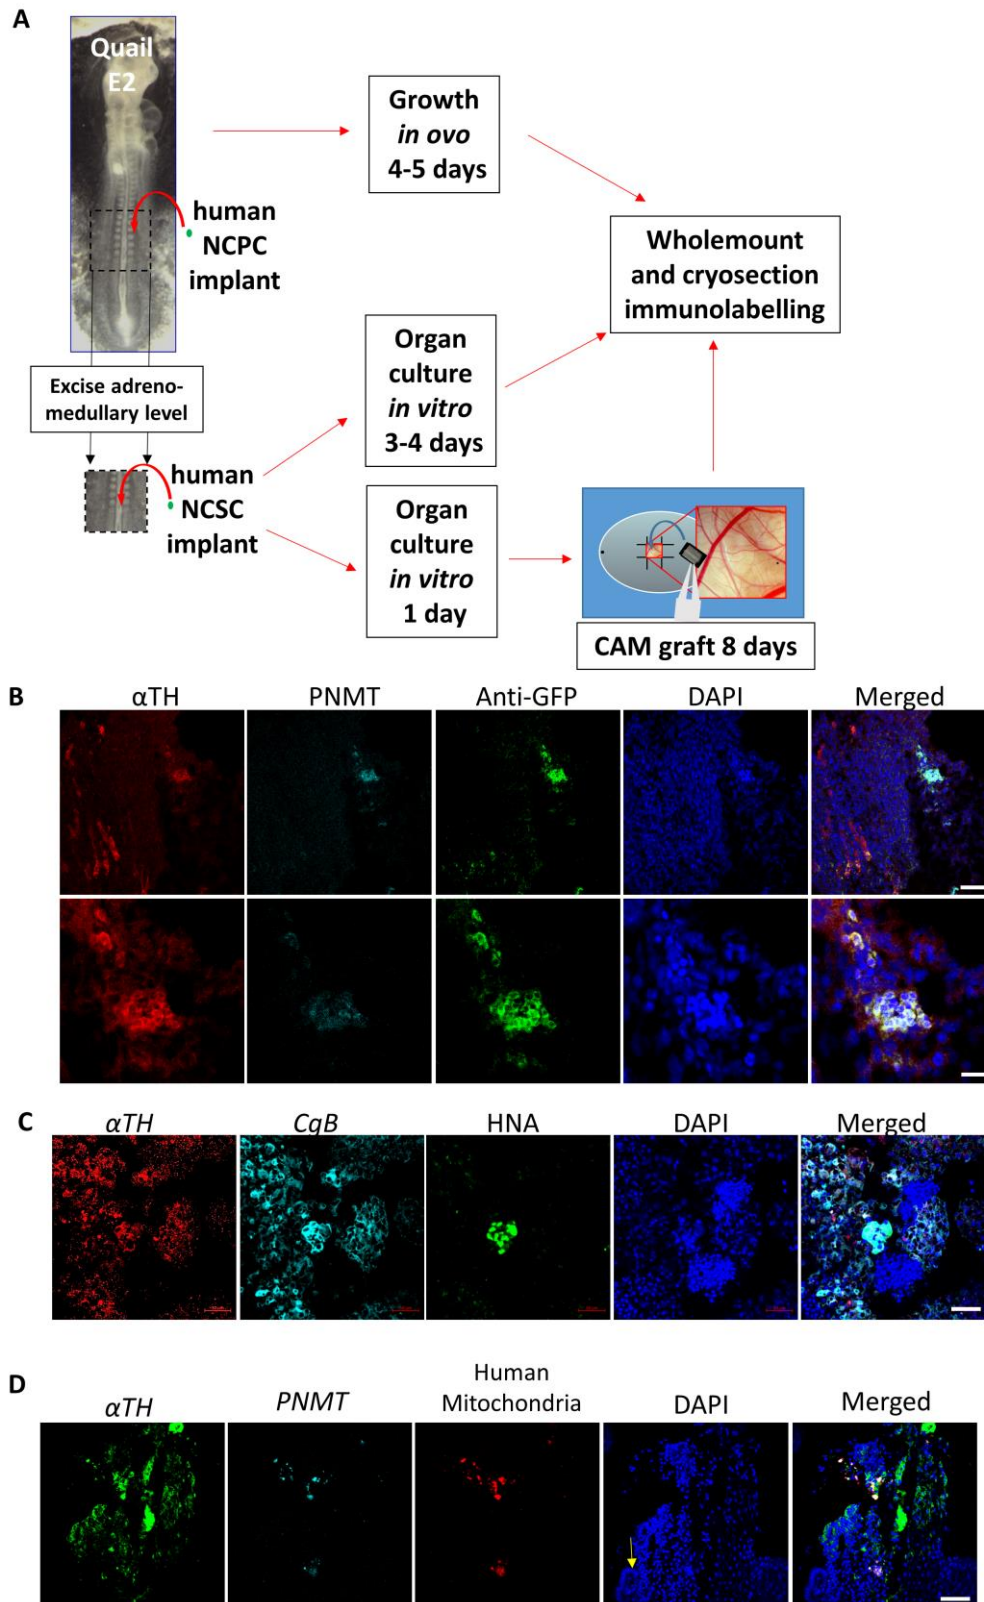 A
Quail
E2
human
NCPC
implant
Growth
in ovo
4-5 days
Wholemount
and cryosection
immunolabelling
Excise adreno-
medullary level
human
NCSC
implant
Organ
culture
in vitro
3-4 days
Organ
culture
in vitro
1 day
CAM graft 8 days
B
αTH PNMT Anti-GFP DAPI Merged
C
αTH CgB HNA DAPI Merged
D
αTH PNMT Human Mitochondria DAPI Merged